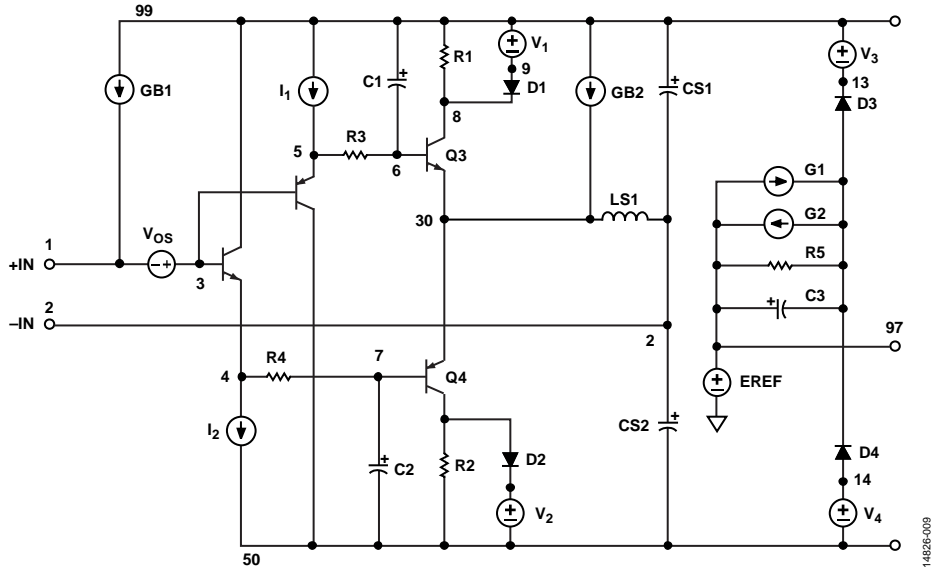 99
GB1
I1
C1
R1
V1
9
D1
8
GB2
CS1
V3
13
D3
5
R3
6
Q3
30
LS1
G1
G2
R5
C3
1
+IN
VOS
3
2
–IN
2
97
EREF
4
R4
7
Q4
I2
C2
R2
D2
V2
CS2
D4
14
V4
50
14826-009